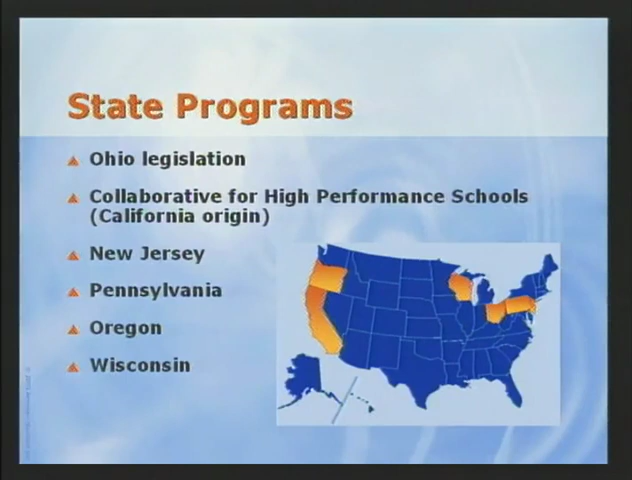 State Programs
Ohio legislation
Collaborative for High Performance Schools
(California origin)
New Jersey
Pennsylvania
Oregon
Wisconsin